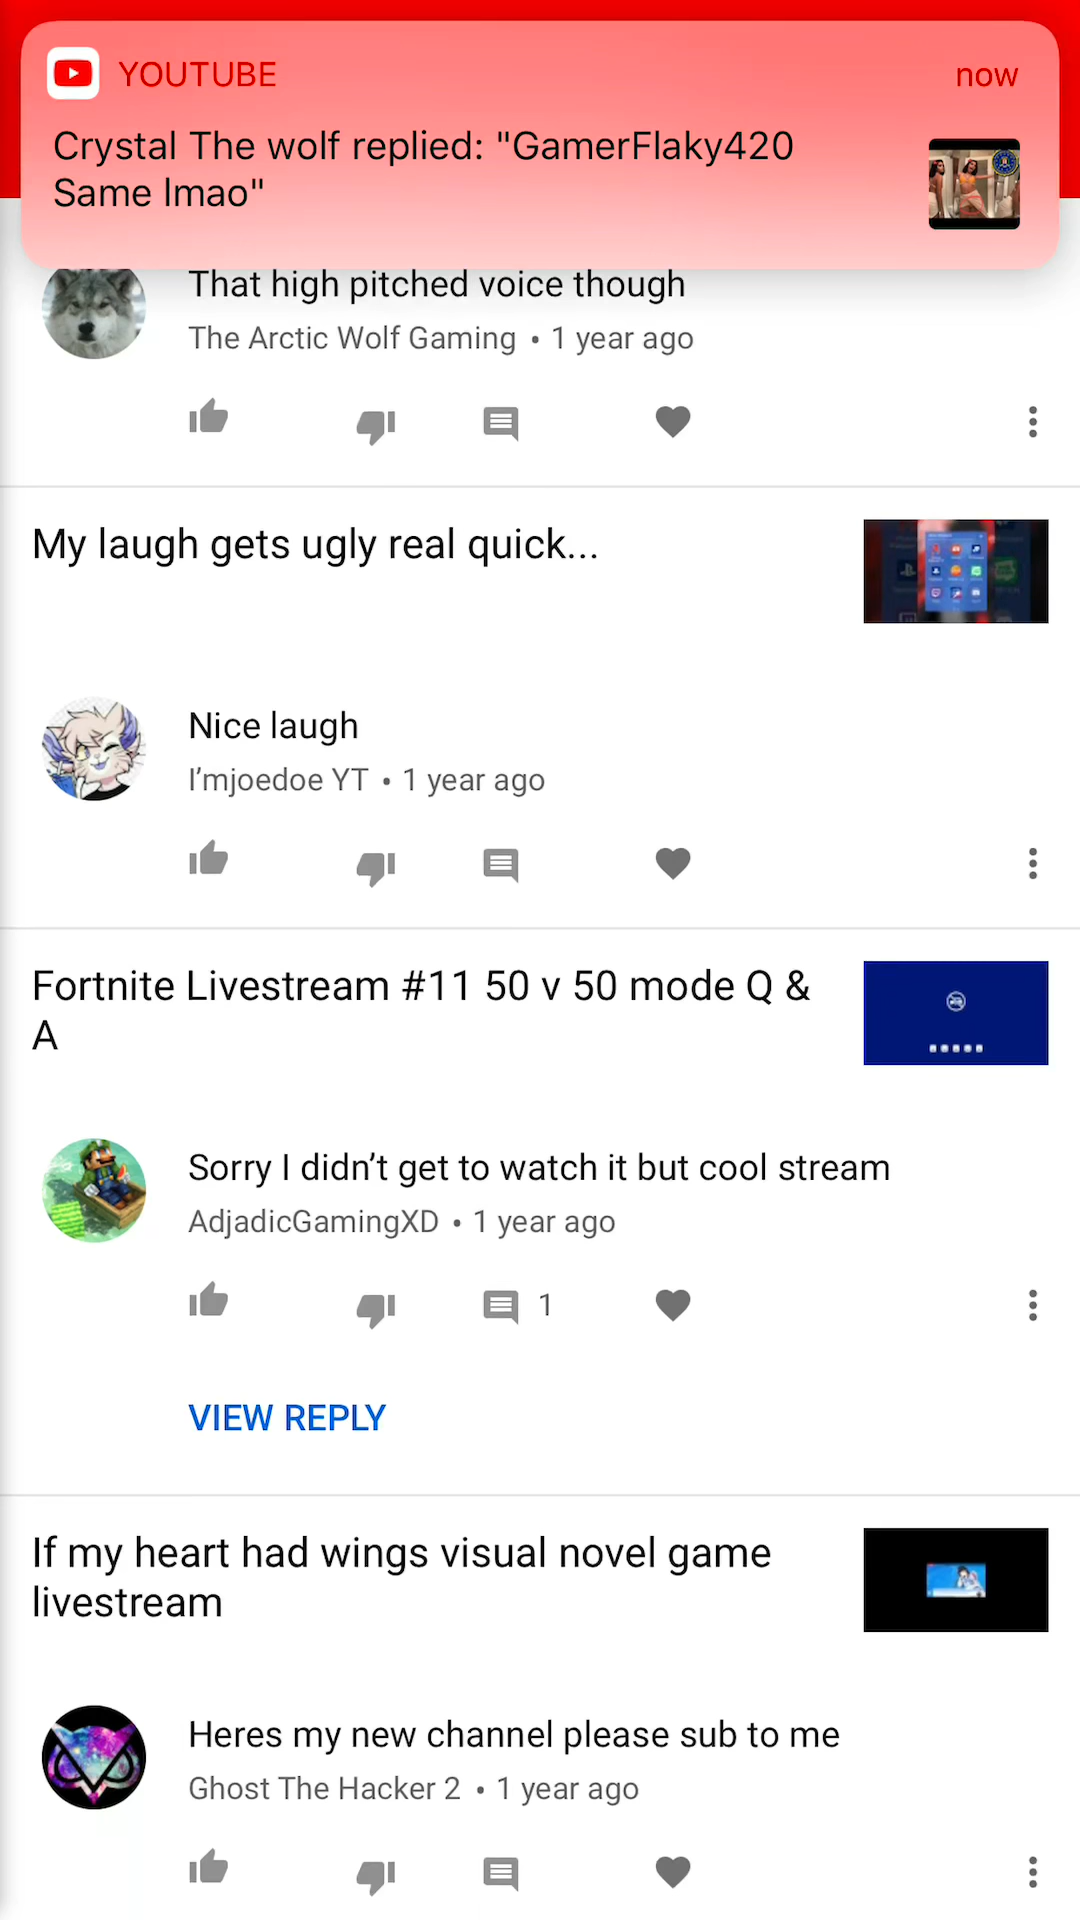 YOUTUBE now
Crystal The wolf replied: "GamerFlaky420
Same lmao"
That high pitched voice though
The Arctic Wolf Gaming • 1 year ago
My laugh gets ugly real quick...
Nice laugh
I’mjoedoe YT • 1 year ago
Fortnite Livestream #11 50 v 50 mode Q &
A
Sorry I didn’t get to watch it but cool stream
AdjadicGamingXD • 1 year ago
1
VIEW REPLY
If my heart had wings visual novel game
livestream
Heres my new channel please sub to me
Ghost The Hacker 2 • 1 year ago